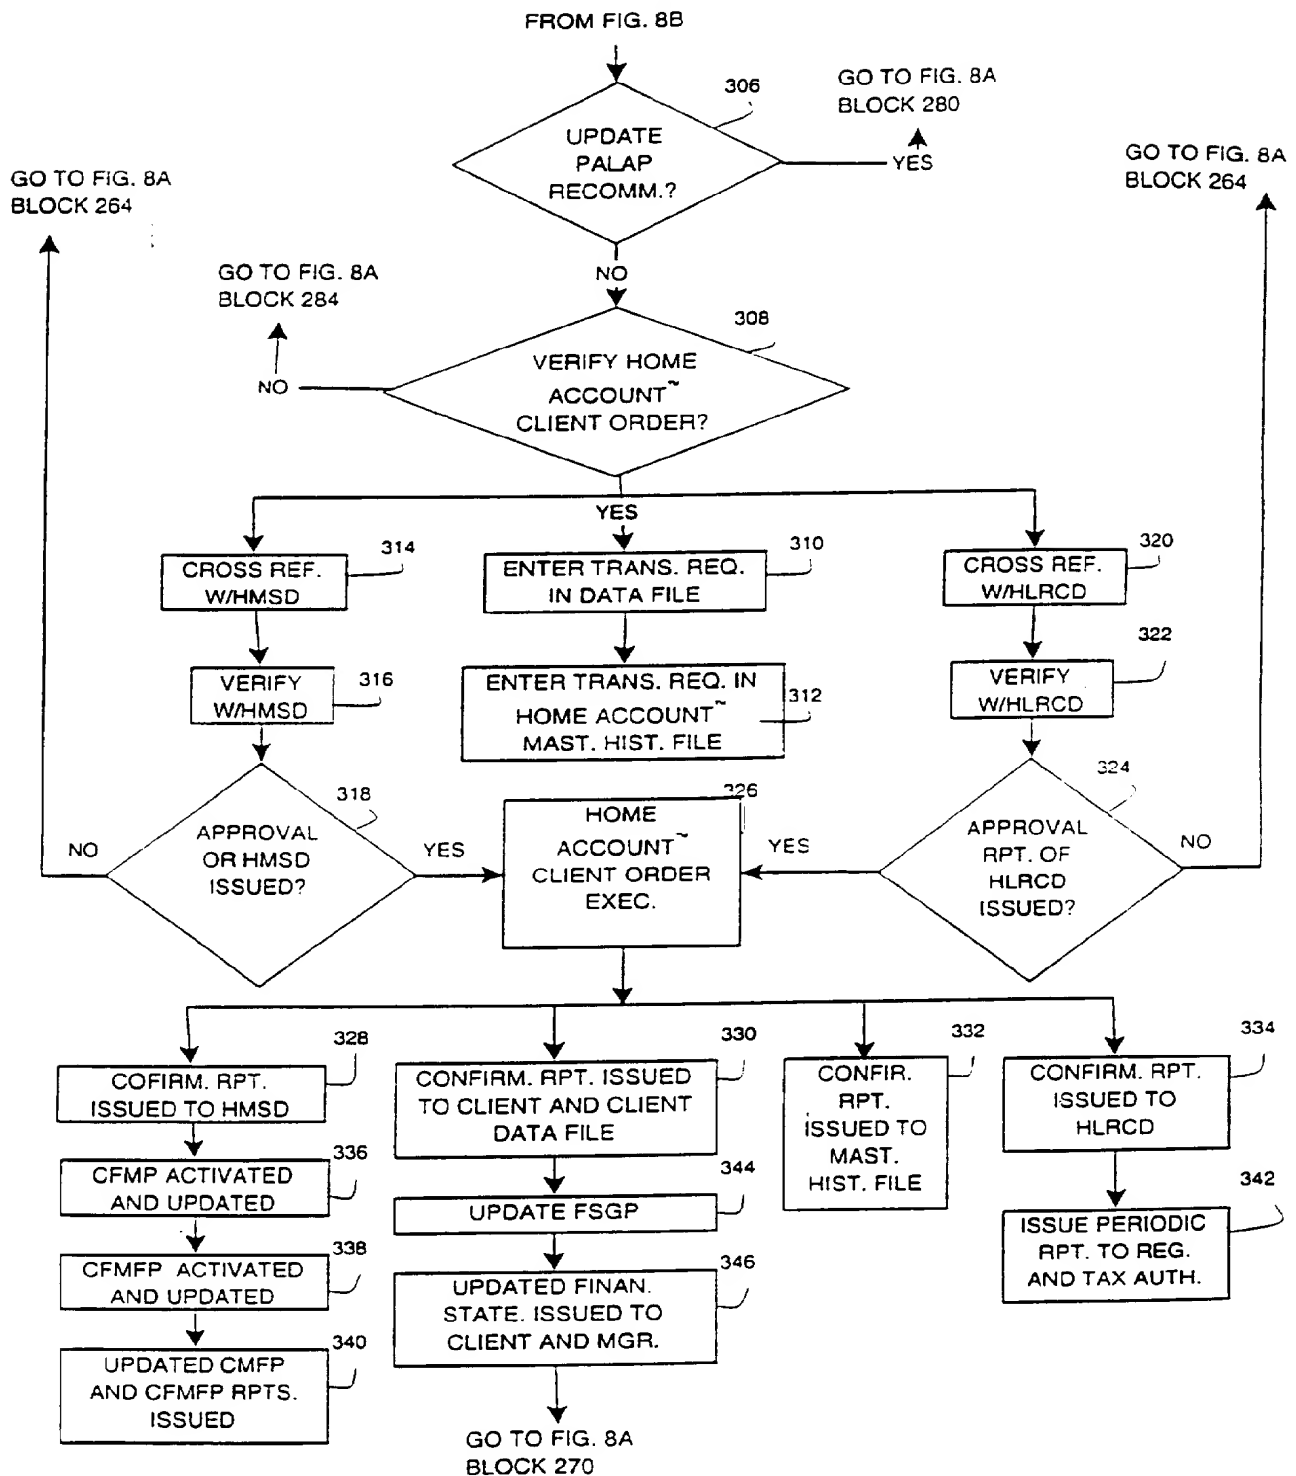 FROM FIG. 8B
306
GO TO FIG. 8A
BLOCK 280
UPDATE
PALAP
RECOMM.?
YES
GO TO FIG. 8A
BLOCK 264
GO TO FIG. 8A
BLOCK 264
NO
GO TO FIG. 8A
BLOCK 284
308
VERIFY HOME
ACCOUNT~
CLIENT ORDER?
NO
YES
314
CROSS REF.
W/HMSD
310
ENTER TRANS. REQ.
IN DATA FILE
320
CROSS REF.
W/HLRCD
316
VERIFY
W/HMSD
312
ENTER TRANS. REQ. IN
HOME ACCOUNT~
MAST. HIST. FILE
322
VERIFY
W/HLRCD
318
APPROVAL
OR HMSD
ISSUED?
NO
YES
326
HOME
ACCOUNT~
CLIENT ORDER
EXEC.
YES
324
APPROVAL
RPT. OF
HLRCD
ISSUED?
NO
328
COFIRM. RPT.
ISSUED TO HMSD
330
CONFIRM. RPT. ISSUED
TO CLIENT AND CLIENT
DATA FILE
332
CONFIR.
RPT.
ISSUED TO
MAST.
HIST. FILE
334
CONFIRM. RPT.
ISSUED TO
HLRCD
336
CFMP ACTIVATED
AND UPDATED
344
UPDATE FSGP
342
ISSUE PERIODIC
RPT. TO REG.
AND TAX AUTH.
338
CFMFP ACTIVATED
AND UPDATED
346
UPDATED FINAN.
STATE. ISSUED TO
CLIENT AND MGR.
340
UPDATED CMFP
AND CFMFP RPTS.
ISSUED
GO TO FIG. 8A
BLOCK 270